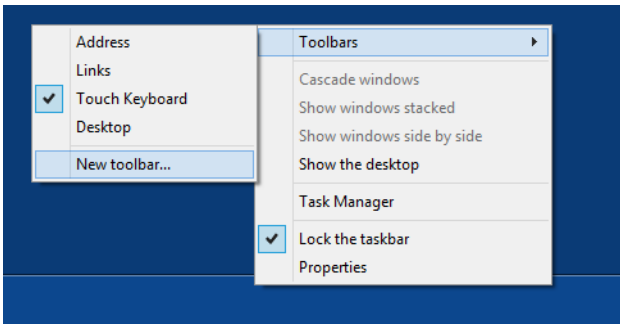 Address
Links
Touch Keyboard
Desktop
New toolbar...
Toolbars
Cascade windows
Show windows stacked
Show windows side by side
Show the desktop
Task Manager
Lock the taskbar
Properties